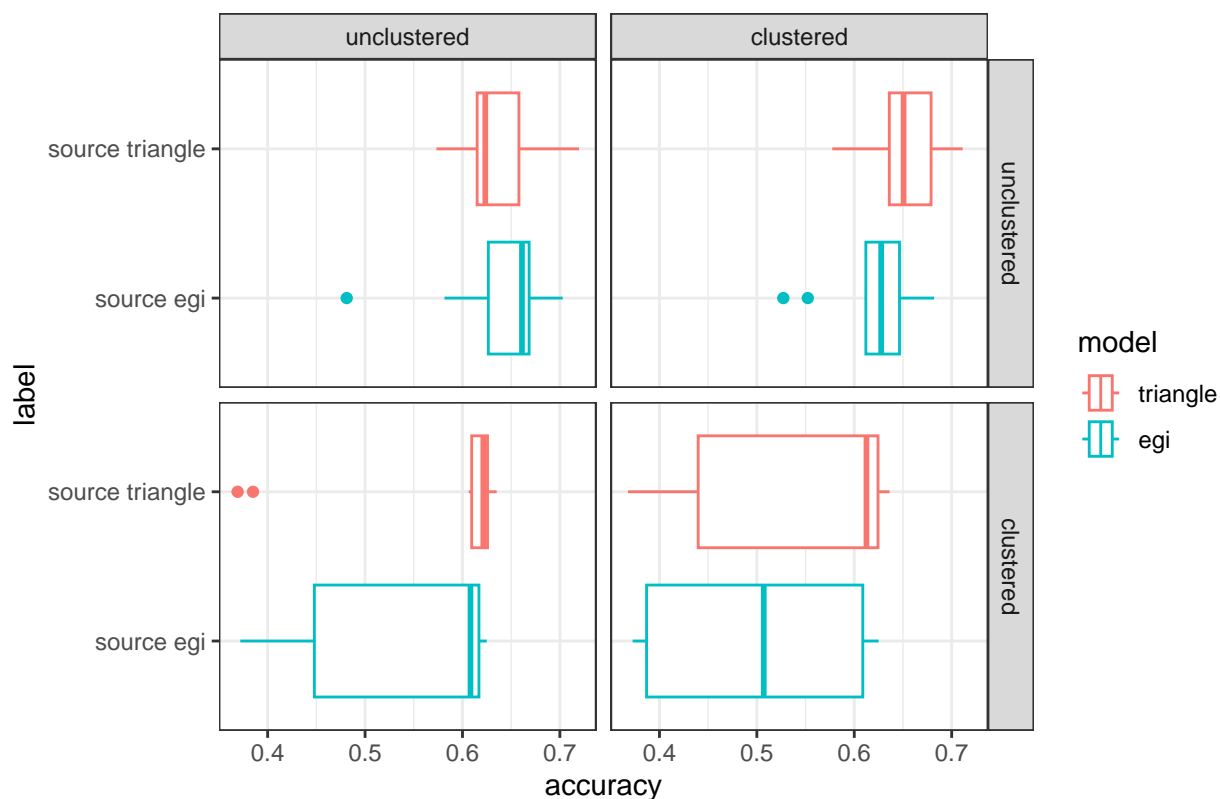 unclustered
clustered
source triangle
source egi
unclustered
label
source triangle
source egi
clustered
0.4 0.5 0.6 0.7
0.4 0.5 0.6 0.7
accuracy
model
triangle
egi